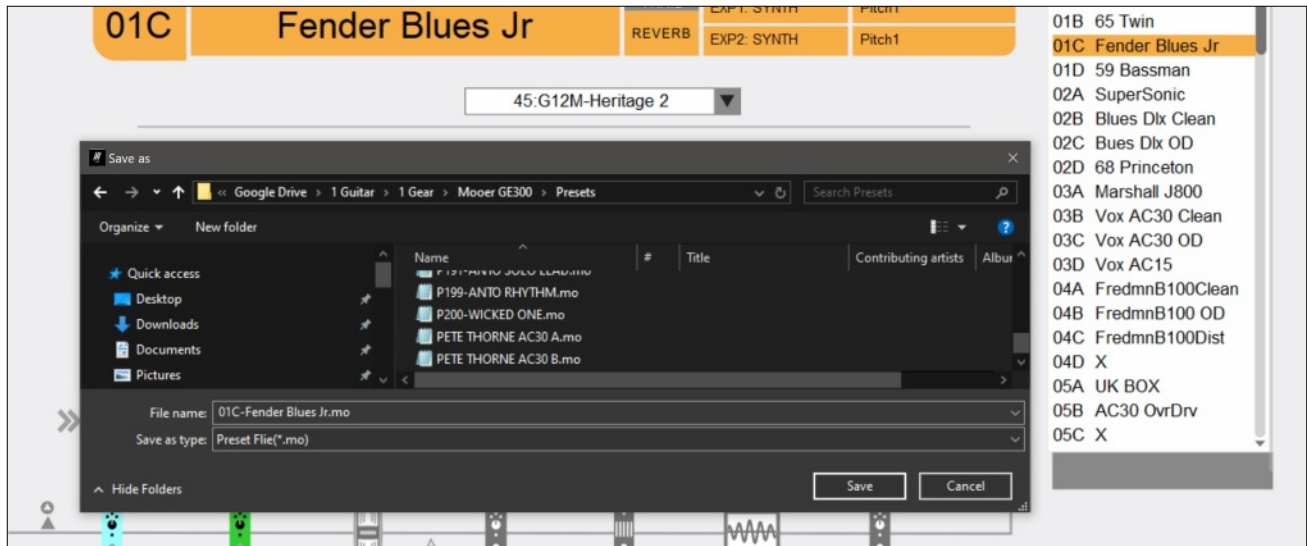 01C
Fender Blues Jr
REVERB
EXP1: SYNTH
Pitch1
EXP2: SYNTH
Pitch1
45:G12M-Heritage 2
Save as
« Google Drive > 1 Guitar > 1 Gear > Mooer GE300 > Presets
Search Presets
Organize
New folder
Quick access
Desktop
Downloads
Documents
Pictures
Name
#
Title
Contributing artists
Albur
P191-ANTO SOLO LEAD.mo
P199-ANTO RHYTHM.mo
P200-WICKED ONE.mo
PETE THORNE AC30 A.mo
PETE THORNE AC30 B.mo
File name: 01C-Fender Blues Jr.mo
Save as type: Preset Flie(*.mo)
Hide Folders
Save
Cancel
01B 65 Twin
01C Fender Blues Jr
01D 59 Bassman
02A SuperSonic
02B Blues Dlx Clean
02C Bues Dlx OD
02D 68 Princeton
03A Marshall J800
03B Vox AC30 Clean
03C Vox AC30 OD
03D Vox AC15
04A FredmnB100Clean
04B FredmnB100 OD
04C FredmnB100Dist
04D X
05A UK BOX
05B AC30 OvrDrv
05C X